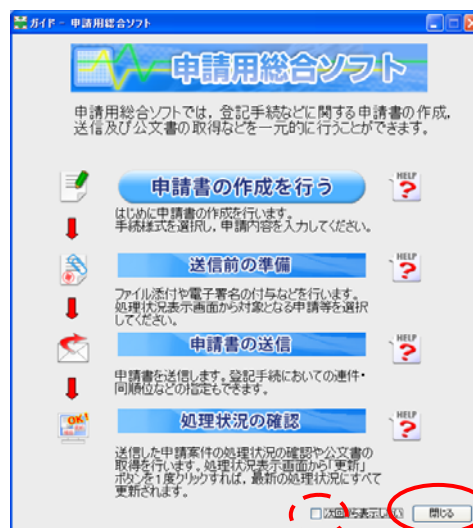 ガイド - 申請用総合ソフト
申請用総合ソフト
申請用総合ソフトでは，登記手続などに関する申請書の作成，
送信及び公文書の取得などを一元的に行うことができます。
申請書の作成を行う
HELP
?
はじめに申請書の作成を行います。
手続様式を選択し，申請内容を入力してください。
送信前の準備
HELP
?
ファイル添付や電子署名の付与などを行います。
処理状況表示画面から対象となる申請等を選択
してください。
申請書の送信
HELP
?
申請書を送信します。登記手続においての連件・
同順位などの指定もできます。
OK!
処理状況の確認
HELP
?
送信した申請案件の処理状況の確認や公文書の
取得を行います。処理状況表示画面から「更新」
ボタンを1度クリックすれば，最新の処理状況にすべて
更新されます。
次回から表示しない
閉じる